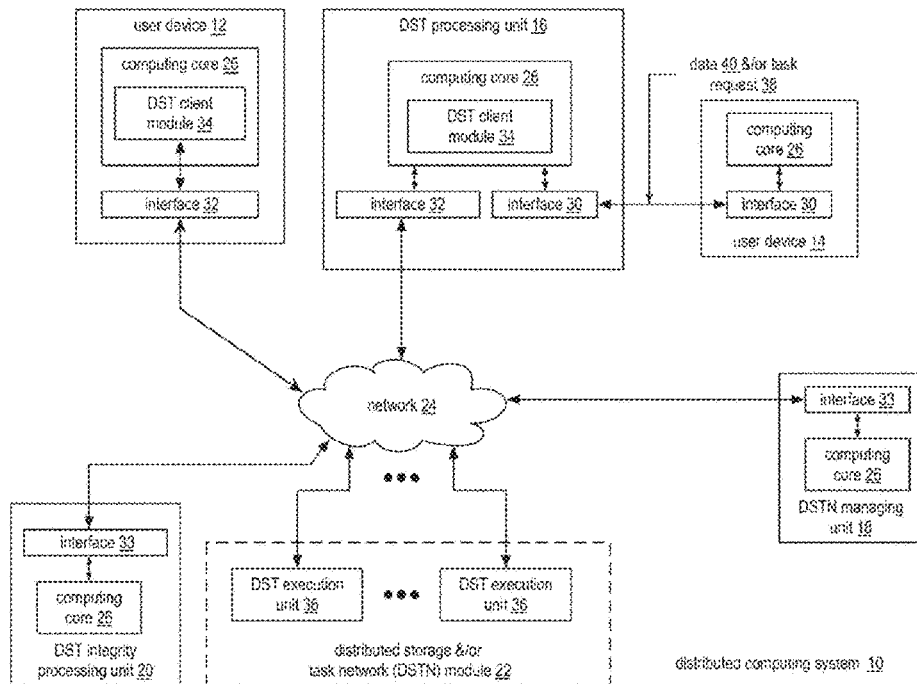 user device 12
computing core 26
DST client
module 34
interface 32
DST processing unit 16
computing core 26
DST client
module 34
interface 32
interface 30
data 40 &/or task
request 38
computing
core 26
interface 30
user device 14
network 24
interface 33
computing
core 26
DSTN managing
unit 18
interface 33
computing
core 26
DST integrity
processing unit 20
DST execution
unit 36
DST execution
unit 36
distributed storage &/or
task network (DSTN) module 22
distributed computing system 10